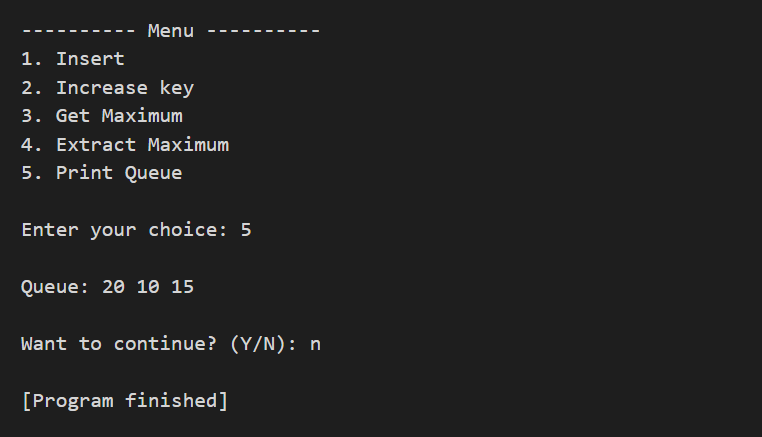 ---------- Menu ----------
1. Insert
2. Increase key
3. Get Maximum
4. Extract Maximum
5. Print Queue
Enter your choice: 5
Queue: 20 10 15
Want to continue? (Y/N): n
[Program finished]